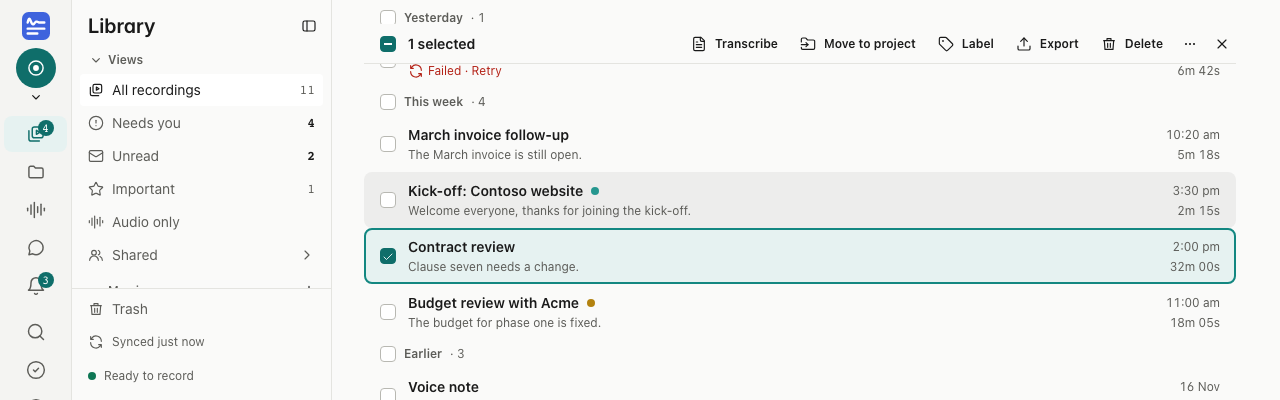 Library
Views
All recordings 11
Needs you 4
Unread 2
Important 1
Audio only
Shared
Trash
Synced just now
Ready to record
4
3
Yesterday · 1
1 selected
Transcribe
Move to project
Label
Export
Delete
Failed · Retry 6m 42s
This week · 4
March invoice follow-up 10:20 am
The March invoice is still open. 5m 18s
Kick-off: Contoso website 3:30 pm
Welcome everyone, thanks for joining the kick-off. 2m 15s
Contract review 2:00 pm
Clause seven needs a change. 32m 00s
Budget review with Acme 11:00 am
The budget for phase one is fixed. 18m 05s
Earlier · 3
Voice note 16 Nov